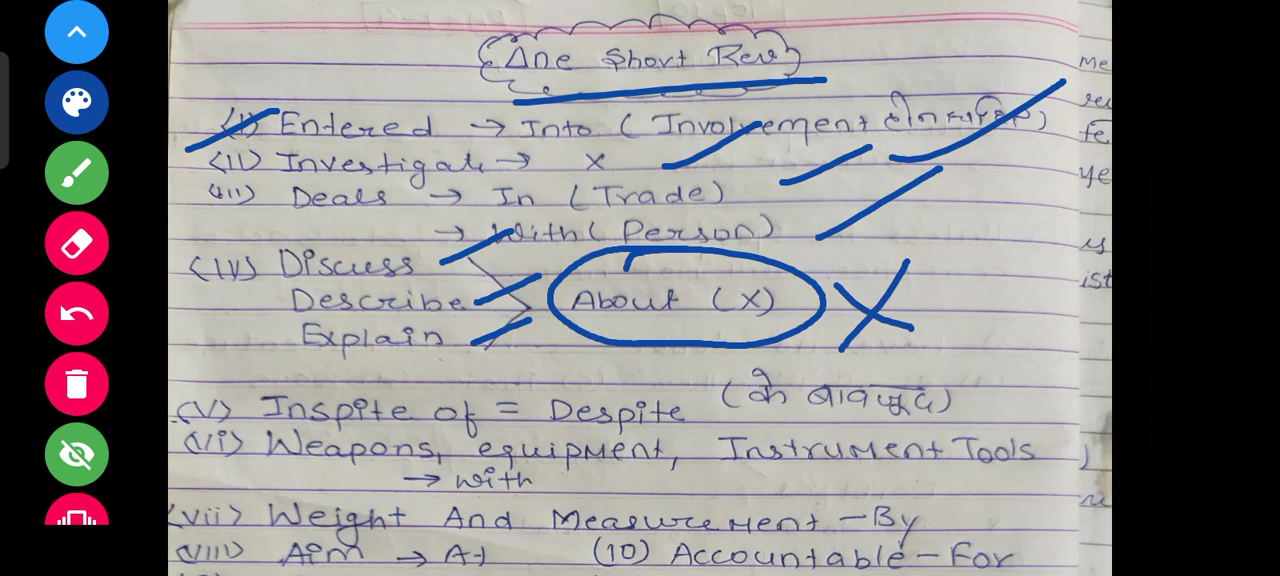 One Short Rev
(i) Entered → Into ( Involvement होना चाहिए)
(ii) Investigate → x
(iii) Deals → In (Trade)
→ With ( Person)
(iv) Discuss
Describe About (x)
Explain
(v) Inspite of = Despite (के बावजूद)
(vi) Weapons, equipment, Instrument Tools
→ with
(vii) Weight And Measurement - By
(viii) Aim → At (10) Accountable - For